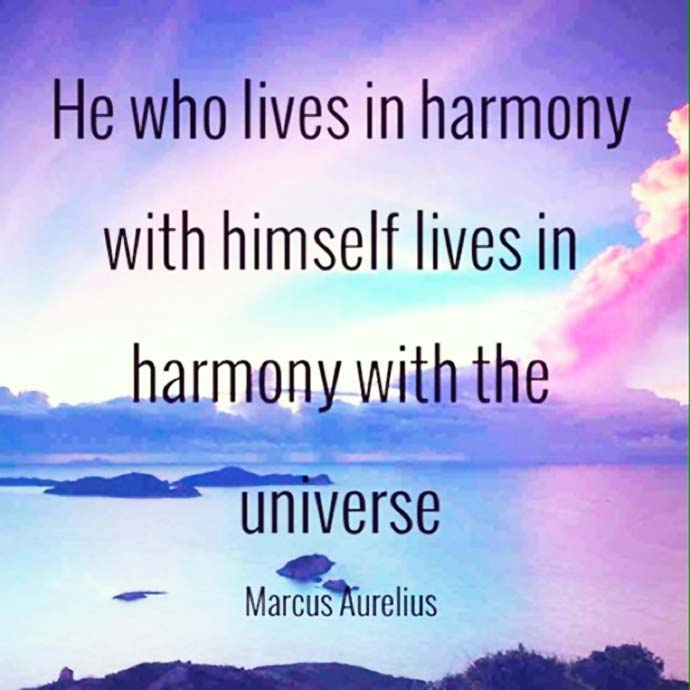 He who lives in harmony
with himself lives in
harmony with the
universe
Marcus Aurelius